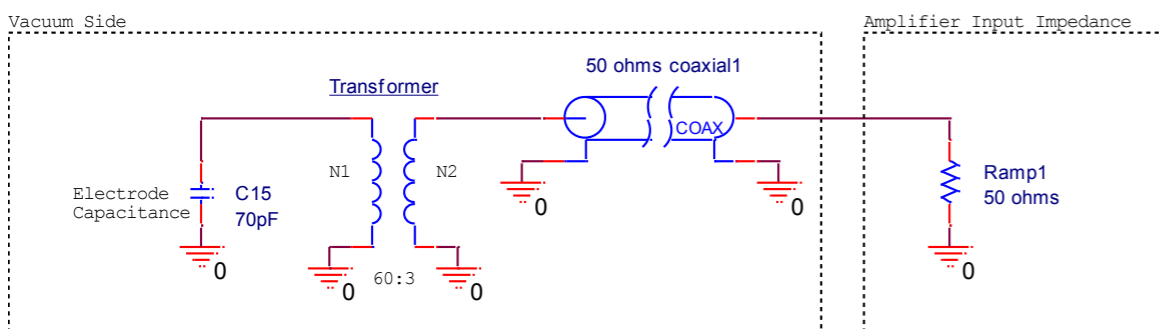 Vacuum Side
Amplifier Input Impedance
50 ohms coaxial1
Transformer
COAX
N1
N2
Electrode
Capacitance
C15
70pF
Ramp1
50 ohms
0
0
0
0
0
0
60:3